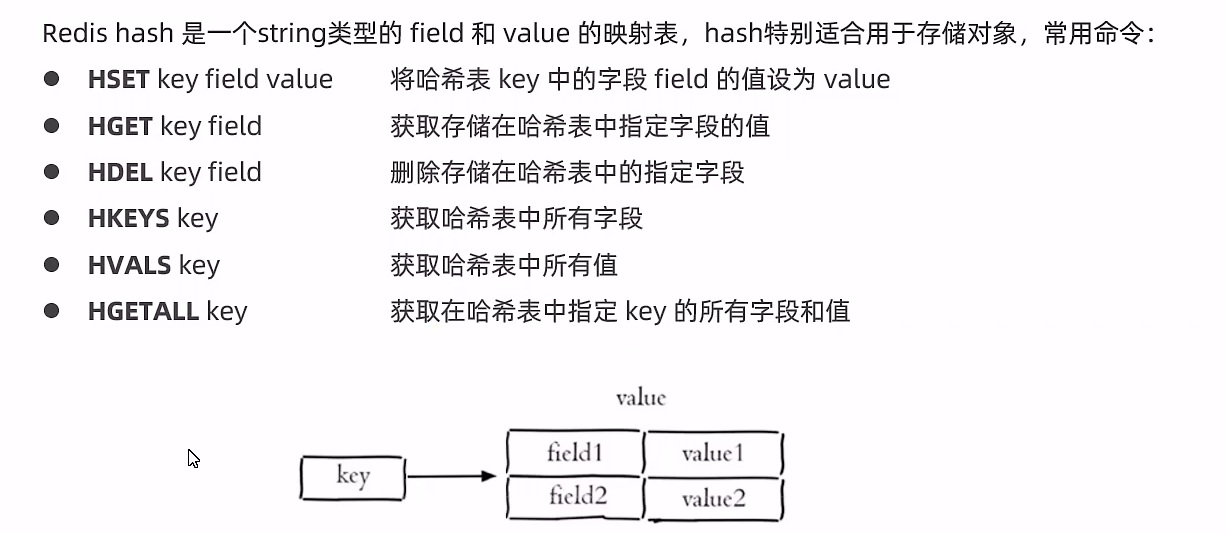 Redis hash 是一个string类型的 field 和 value 的映射表，hash特别适合用于存储对象，常用命令：
● HSET key field value 将哈希表 key 中的字段 field 的值设为 value
● HGET key field 获取存储在哈希表中指定字段的值
● HDEL key field 删除存储在哈希表中的指定字段
● HKEYS key 获取哈希表中所有字段
● HVALS key 获取哈希表中所有值
● HGETALL key 获取在哈希表中指定 key 的所有字段和值
value
key
field1 value1
field2 value2